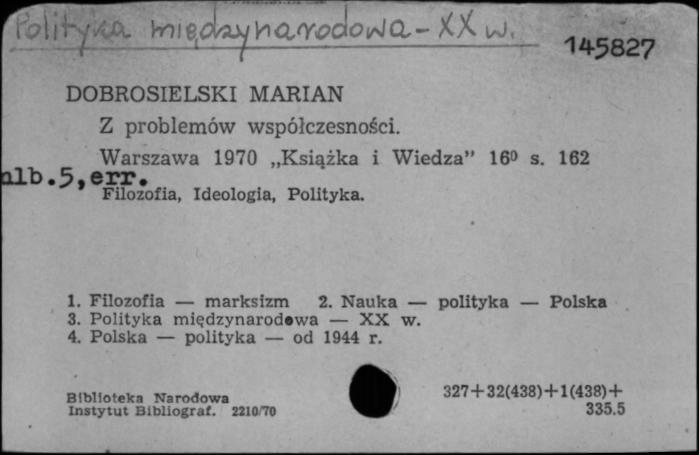 Polityka międzynarodowa - XX w.
145827
DOBROSIELSKI MARIAN
Z problemów współczesności.
Warszawa 1970 „Książka i Wiedza” 16⁰ s. 162
nlb.5,err.
Filozofia, Ideologia, Polityka.
1. Filozofia — marksizm 2. Nauka — polityka — Polska
3. Polityka międzynarodowa — XX w.
4. Polska — polityka — od 1944 r.
Biblioteka Narodowa
Instytut Bibliograf. 2210/70
327+32(438)+1(438)+
335.5